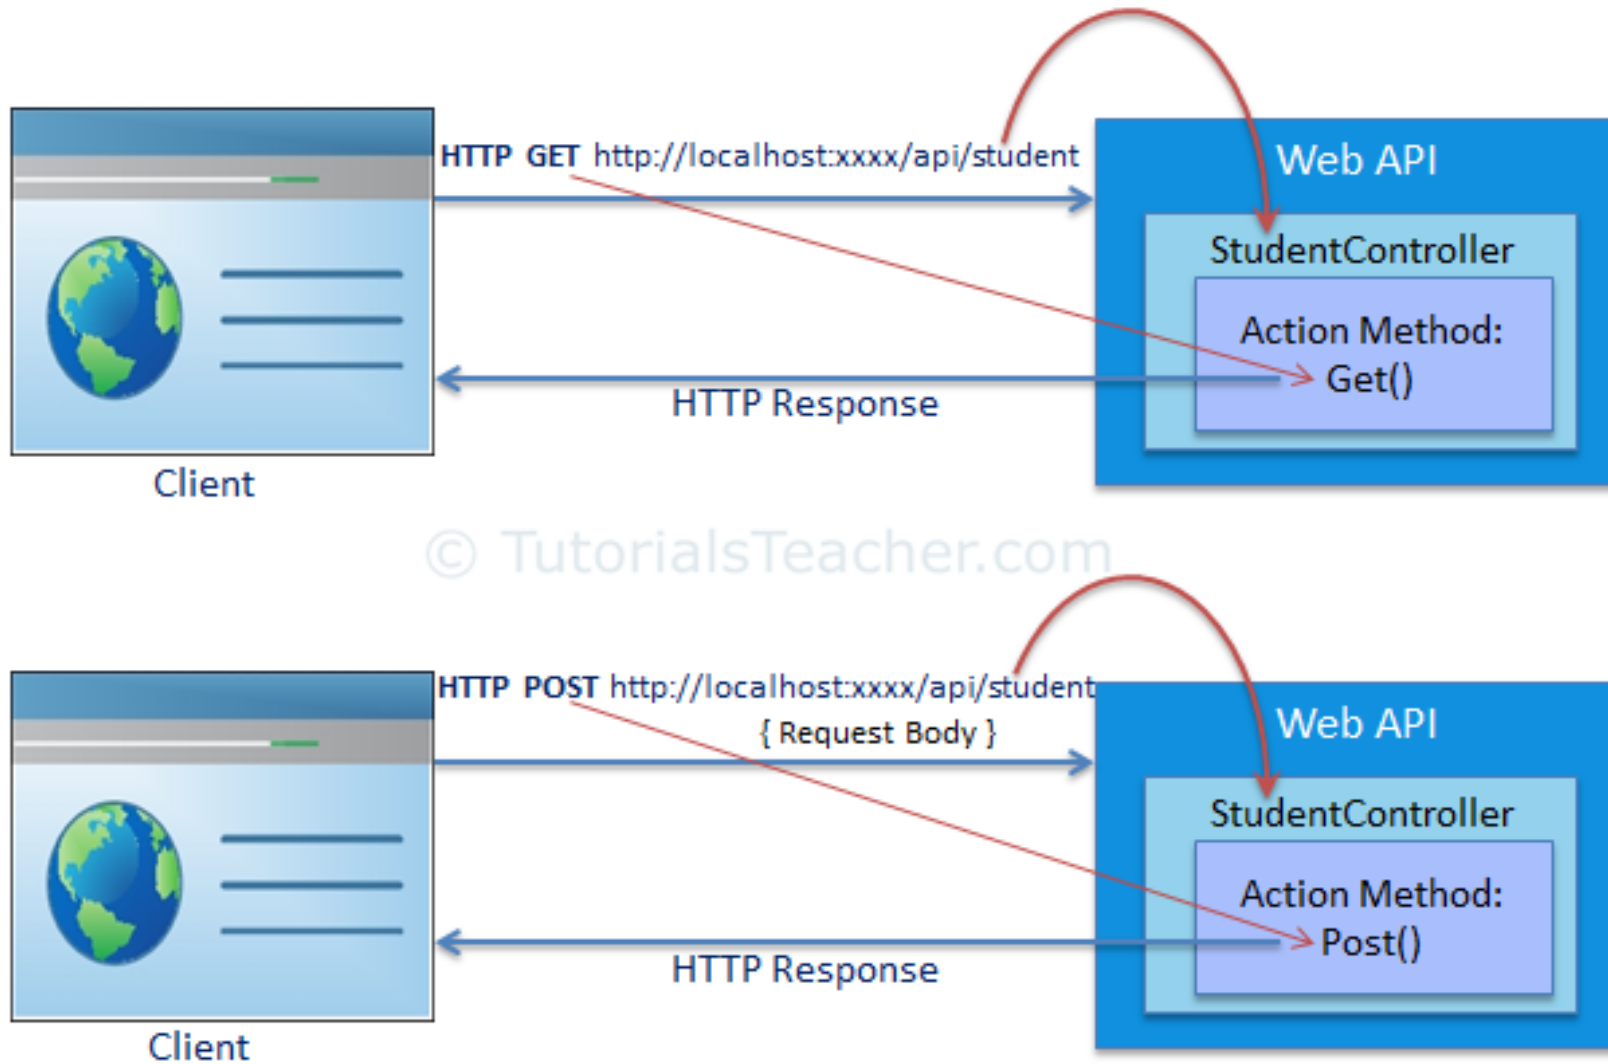 HTTP GET http://localhost:xxxx/api/student
Web API
StudentController
Action Method:
Get()
HTTP Response
Client
© TutorialsTeacher.com
HTTP POST http://localhost:xxxx/api/student
{ Request Body }
Web API
StudentController
Action Method:
Post()
HTTP Response
Client